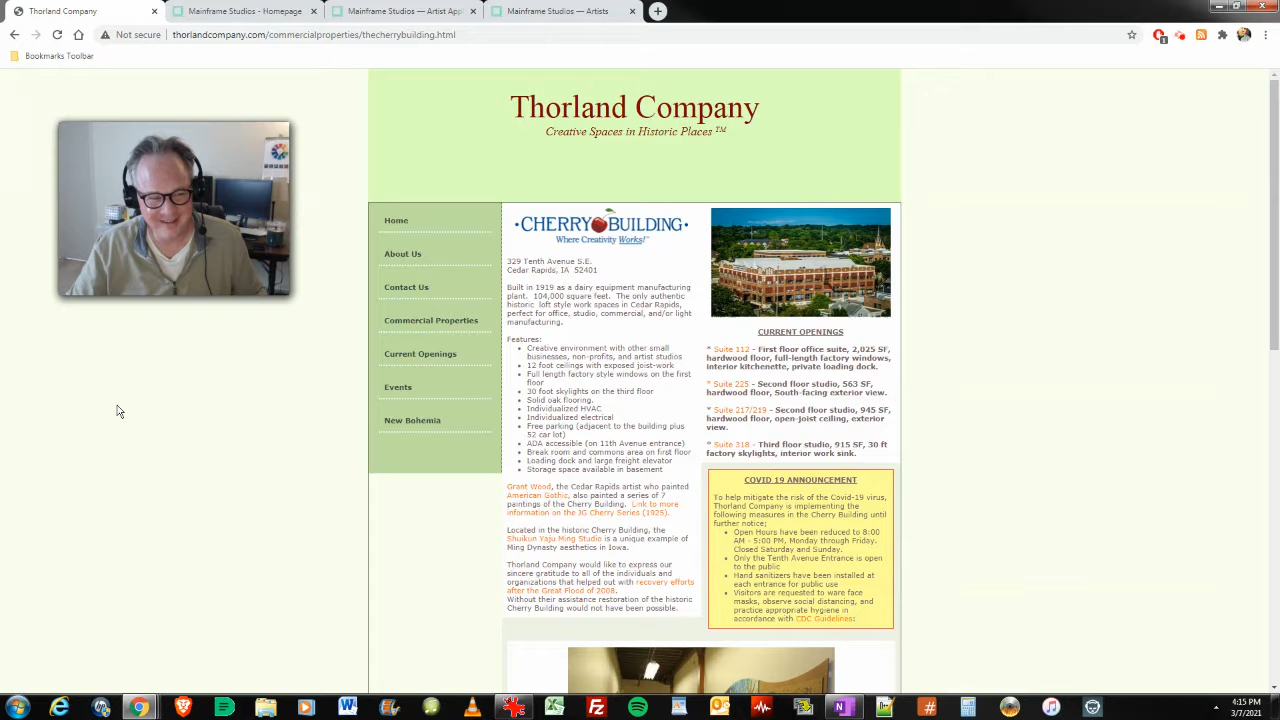 Thorland Company
Mainframe Studios - Homepage
Mainframe Studios — Artist Appl
Mainframe Studios — Artists
Not secure
thorlandcompany.com/commercialproperties/thecherrybuilding.html
Bookmarks Toolbar
Thorland Company
Creative Spaces in Historic Places ™
Home
About Us
Contact Us
Commercial Properties
Current Openings
Events
New Bohemia
•CHERRY BUILDING•
Where Creativity Works!™
329 Tenth Avenue S.E.
Cedar Rapids, IA 52401
Built in 1919 as a dairy equipment manufacturing
plant. 104,000 square feet. The only authentic
historic loft style work spaces in Cedar Rapids,
perfect for office, studio, commercial, and/or light
manufacturing.
Features:
• Creative environment with other small
businesses, non-profits, and artist studios
• 12 foot ceilings with exposed joist-work
• Full length factory style windows on the first
floor
• 30 foot skylights on the third floor
• Solid oak flooring.
• Individualized HVAC
• Individualized electrical
• Free parking (adjacent to the building plus
52 car lot)
• ADA accessible (on 11th Avenue entrance)
• Break room and commons area on first floor
• Loading dock and large freight elevator
• Storage space available in basement
Grant Wood, the Cedar Rapids artist who painted
American Gothic, also painted a series of 7
paintings of the Cherry Building. Link to more
information on the JG Cherry Series (1925).
Located in the historic Cherry Building, the
Shuikun Yaju Ming Studio is a unique example of
Ming Dynasty aesthetics in Iowa.
Thorland Company would like to express our
sincere gratitude to all of the individuals and
organizations that helped out with recovery efforts
after the Great Flood of 2008.
Without their assistance restoration of the historic
Cherry Building would not have been possible.
CURRENT OPENINGS
* Suite 112 - First floor office suite, 2,025 SF,
hardwood floor, full-length factory windows,
interior kitchenette, private loading dock.
* Suite 225 - Second floor studio, 563 SF,
hardwood floor, South-facing exterior view.
* Suite 217/219 - Second floor studio, 945 SF,
hardwood floor, open-joist ceiling, exterior
view.
* Suite 318 - Third floor studio, 915 SF, 30 ft
factory skylights, interior work sink.
COVID 19 ANNOUNCEMENT
To help mitigate the risk of the Covid-19 virus,
Thorland Company is implementing the
following measures in the Cherry Building until
further notice;
• Open Hours have been reduced to 8:00
AM - 5:00 PM, Monday through Friday.
Closed Saturday and Sunday.
• Only the Tenth Avenue Entrance is open
to the public
• Hand sanitizers have been installed at
each entrance for public use
• Visitors are requested to ware face
masks, observe social distancing, and
practice appropriate hygiene in
accordance with CDC Guidelines:
4:15 PM
3/7/2021